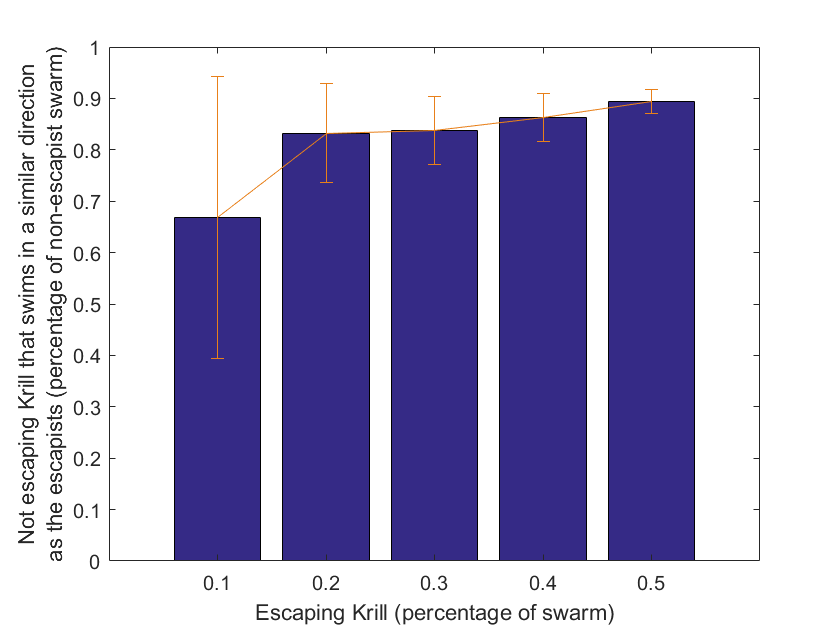 Not escaping Krill that swims in a similar direction
as the escapists (percentage of non-escapist swarm)
1
0.9
0.8
0.7
0.6
0.5
0.4
0.3
0.2
0.1
0
0.1 0.2 0.3 0.4 0.5
Escaping Krill (percentage of swarm)